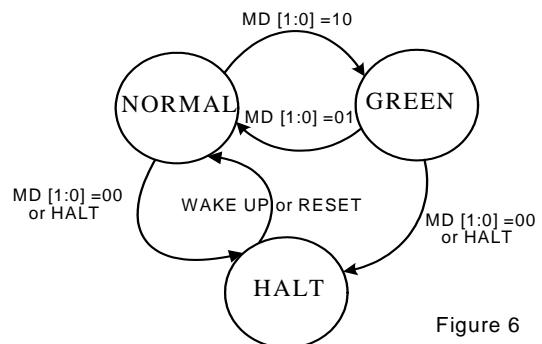 MD [1:0] =10
NORMAL
GREEN
MD [1:0] =01
MD [1:0] =00
or HALT
WAKE UP or RESET
MD [1:0] =00
or HALT
HALT
Figure 6